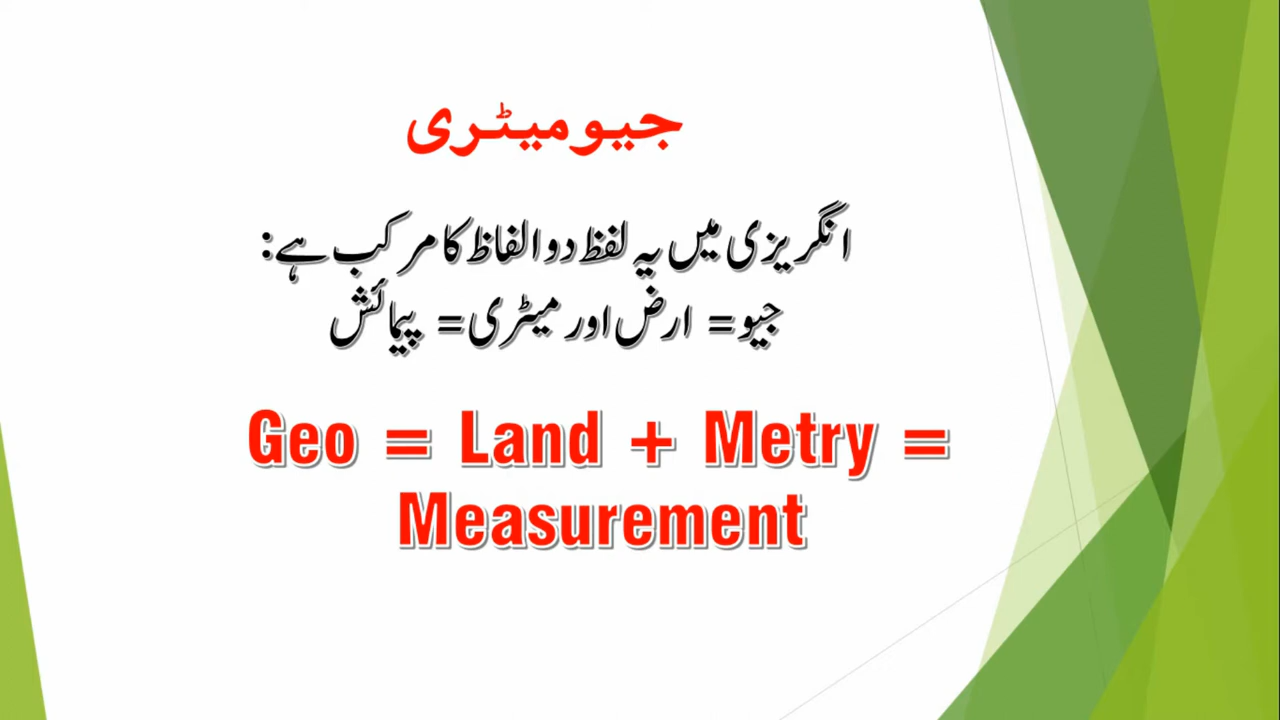 جیومیٹری
انگریزی میں یہ لفظ دو الفاظ کا مرکب ہے:
جیو= ارض اور میٹری= پیمائش
Geo = Land + Metry =
Measurement